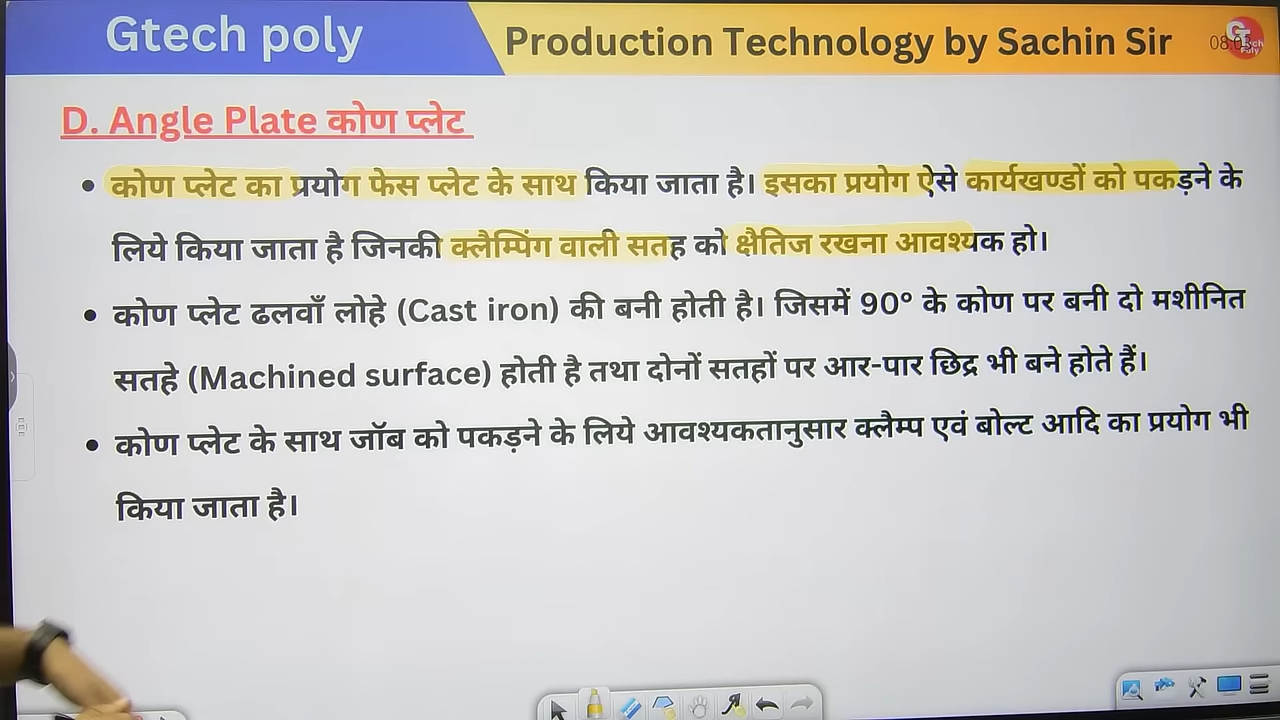 Gtech poly
Production Technology by Sachin Sir
D. Angle Plate कोण प्लेट
• कोण प्लेट का प्रयोग फेस प्लेट के साथ किया जाता है। इसका प्रयोग ऐसे कार्यखण्डों को पकड़ने के
लिये किया जाता है जिनकी क्लैम्पिंग वाली सतह को क्षैतिज रखना आवश्यक हो।
• कोण प्लेट ढलवाँ लोहे (Cast iron) की बनी होती है। जिसमें 90° के कोण पर बनी दो मशीनित
सतहे (Machined surface) होती है तथा दोनों सतहों पर आर-पार छिद्र भी बने होते हैं।
• कोण प्लेट के साथ जॉब को पकड़ने के लिये आवश्यकतानुसार क्लैम्प एवं बोल्ट आदि का प्रयोग भी
किया जाता है।